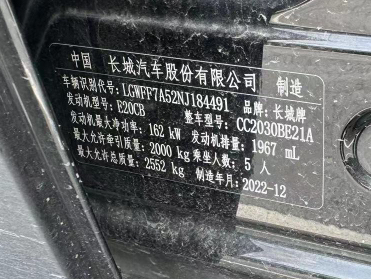 中国 长城汽车股份有限公司 制造
车辆识别代号: LGWFF7A52NJ184491 品牌: 长城牌
发动机型号: E20CB 整车型号: CC2030BE21A
发动机最大净功率: 162 kW 发动机排量: 1967 mL
最大允许牵引质量: 2000 kg 乘坐人数: 5 人
最大允许总质量: 2552 kg 制造年月: 2022-12